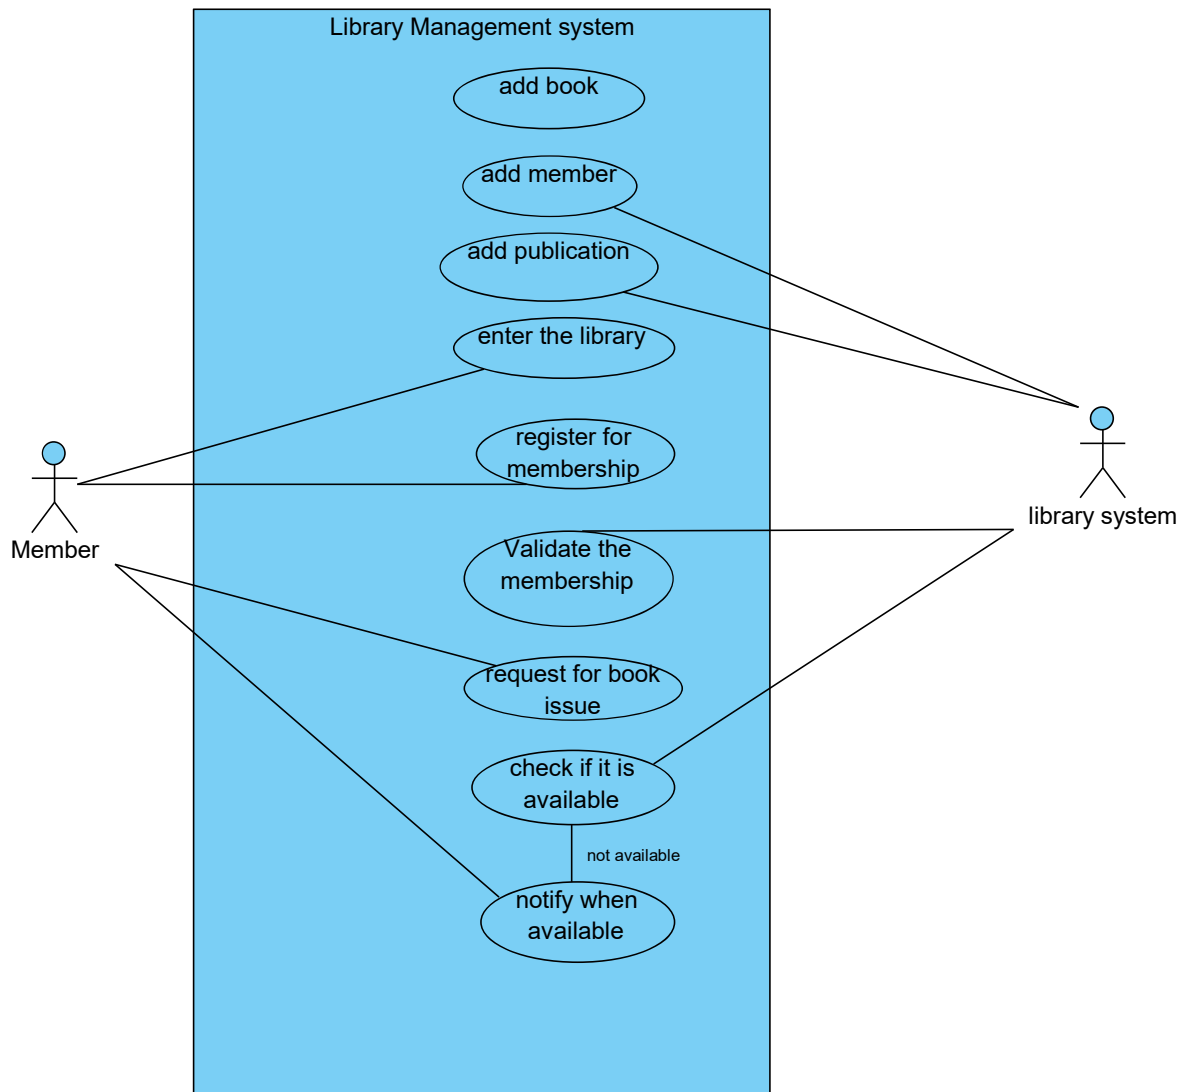 Library Management system
add book
add member
add publication
enter the library
register for
membership
Member
library system
Validate the
membership
request for book
issue
check if it is
available
not available
notify when
available